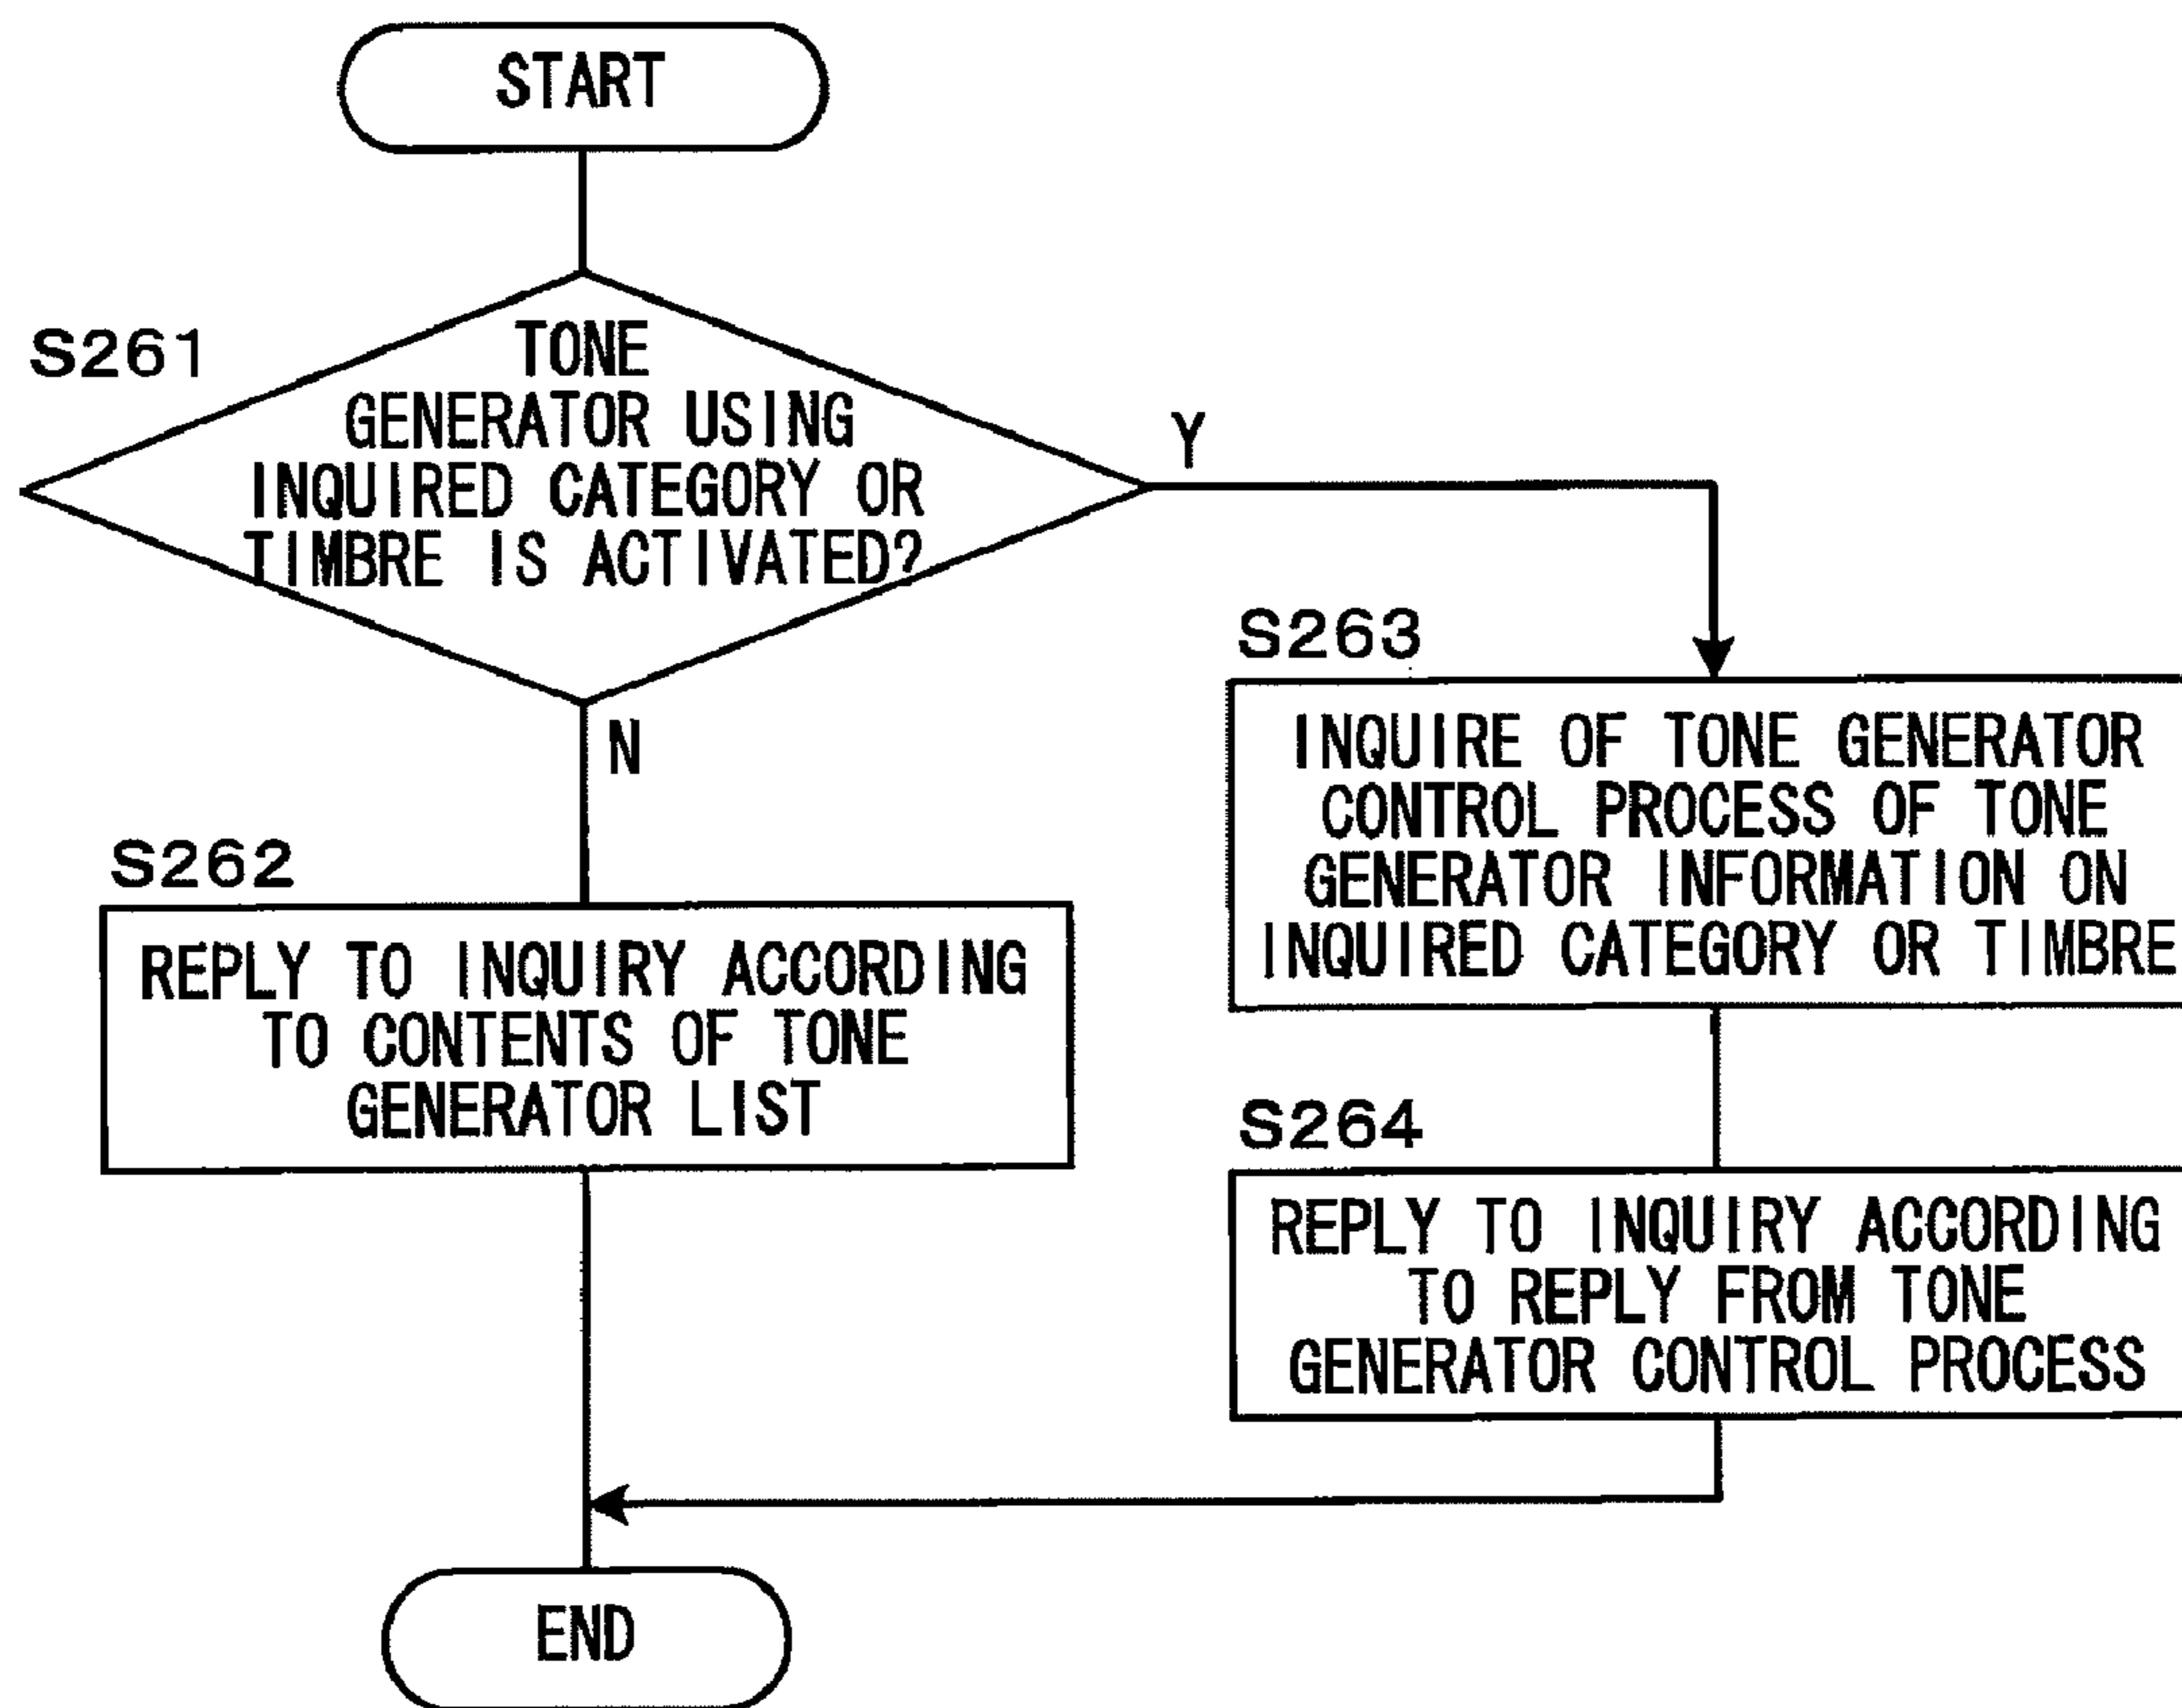 START
S261
TONE
GENERATOR USING
INQUIRED CATEGORY OR
TIMBRE IS ACTIVATED?
Y
N
S262
REPLY TO INQUIRY ACCORDING
TO CONTENTS OF TONE
GENERATOR LIST
S263
INQUIRE OF TONE GENERATOR
CONTROL PROCESS OF TONE
GENERATOR INFORMATION ON
INQUIRED CATEGORY OR TIMBRE
S264
REPLY TO INQUIRY ACCORDING
TO REPLY FROM TONE
GENERATOR CONTROL PROCESS
END